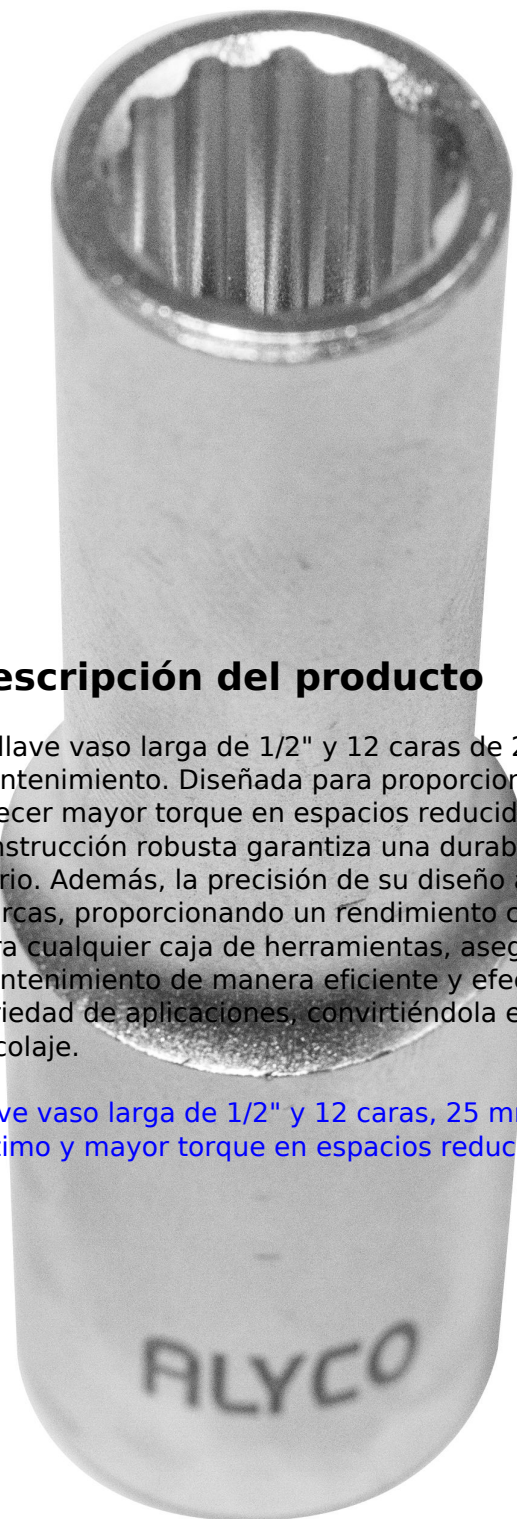 escripción del producto
llave vaso larga de 1/2" y 12 caras de 2
ntenimiento. Diseñada para proporcion
ecer mayor torque en espacios reducid
nstrucción robusta garantiza una durab
rio. Además, la precisión de su diseño a
rcas, proporcionando un rendimiento c
ra cualquier caja de herramientas, aseg
ntenimiento de manera eficiente y efec
riedad de aplicaciones, convirtiéndola e
colaje.
ve vaso larga de 1/2" y 12 caras, 25 m
timo y mayor torque en espacios reduc
ALYCO